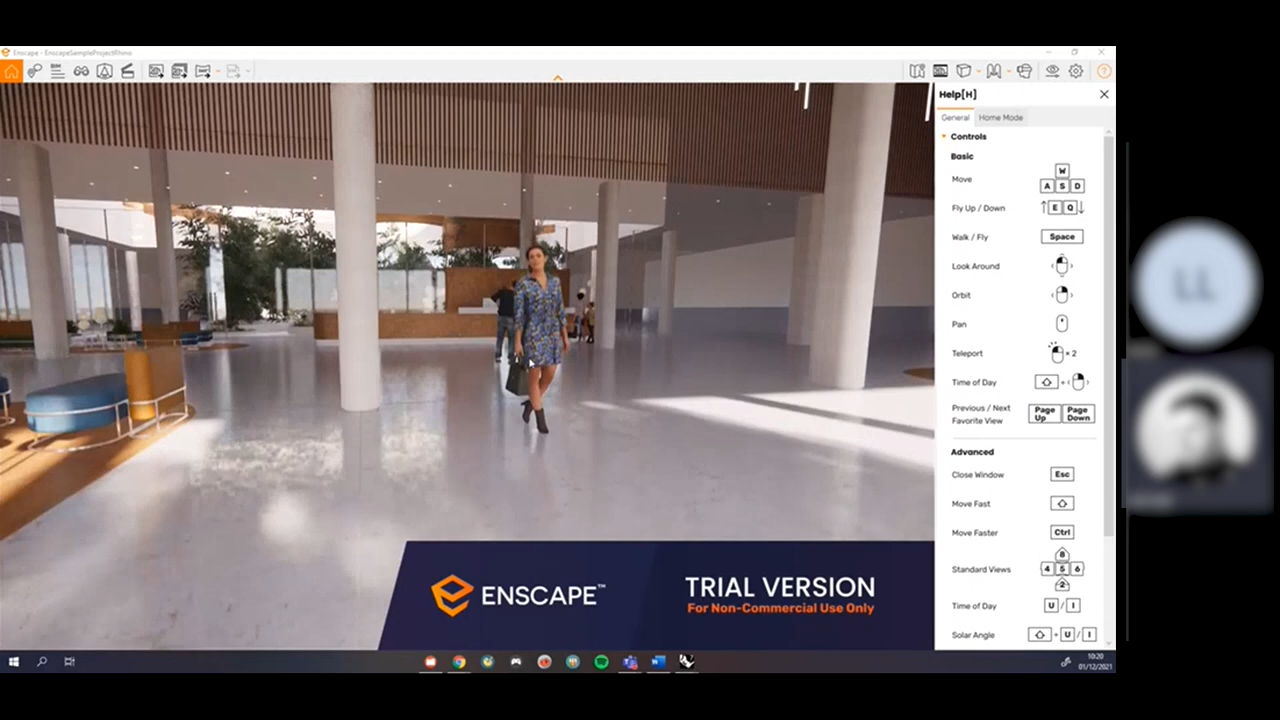 Enscape - EnscapeSampleProjectRhino
Help[H]
General
Home Mode
Controls
Basic
Move
W
A S D
Fly Up / Down
E Q
Walk / Fly
Space
Look Around
Orbit
Pan
Teleport
× 2
Time of Day
+
Previous / Next
Favorite View
Page Up
Page Down
Advanced
Close Window
Esc
Move Fast
Move Faster
Ctrl
Standard Views
8
4 5 6
2
Time of Day
U / I
Solar Angle
+ U / I
ENSCAPE™
TRIAL VERSION
For Non-Commercial Use Only
10:20
01/12/2021
LL